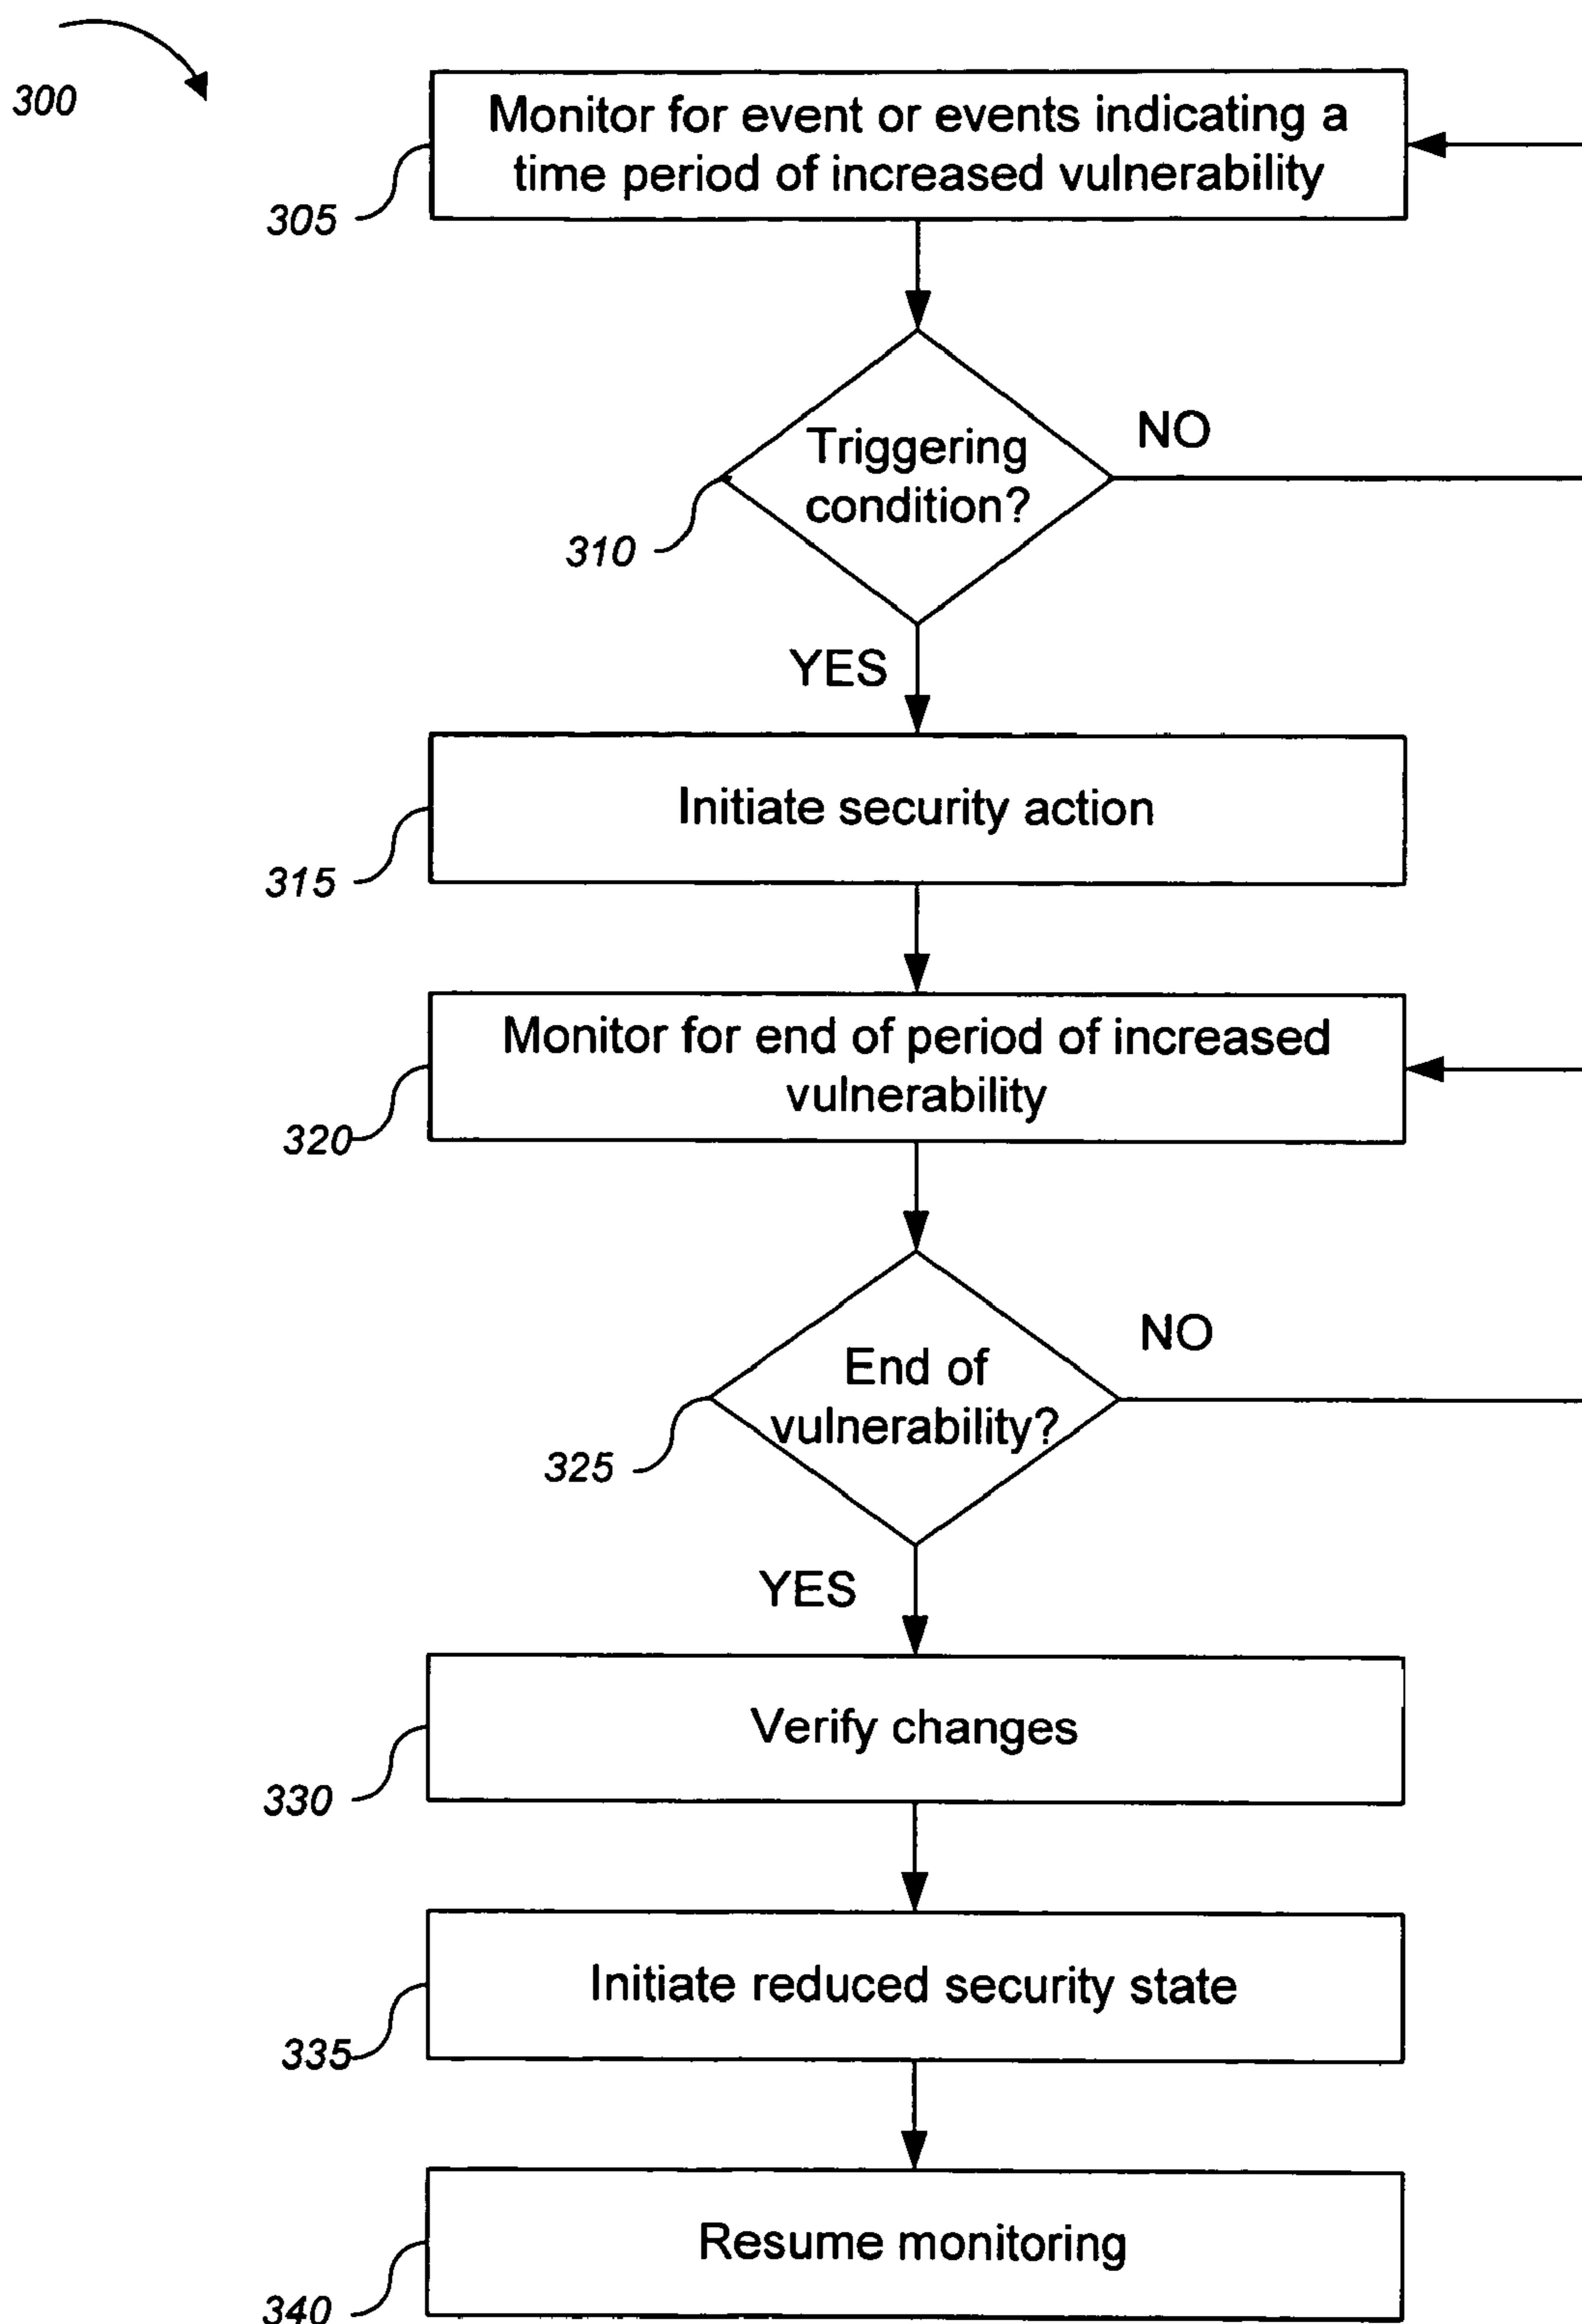 300
Monitor for event or events indicating a
time period of increased vulnerability
305
Triggering
condition?
NO
310
YES
Initiate security action
315
Monitor for end of period of increased
vulnerability
320
End of
vulnerability?
NO
325
YES
Verify changes
330
Initiate reduced security state
335
Resume monitoring
340